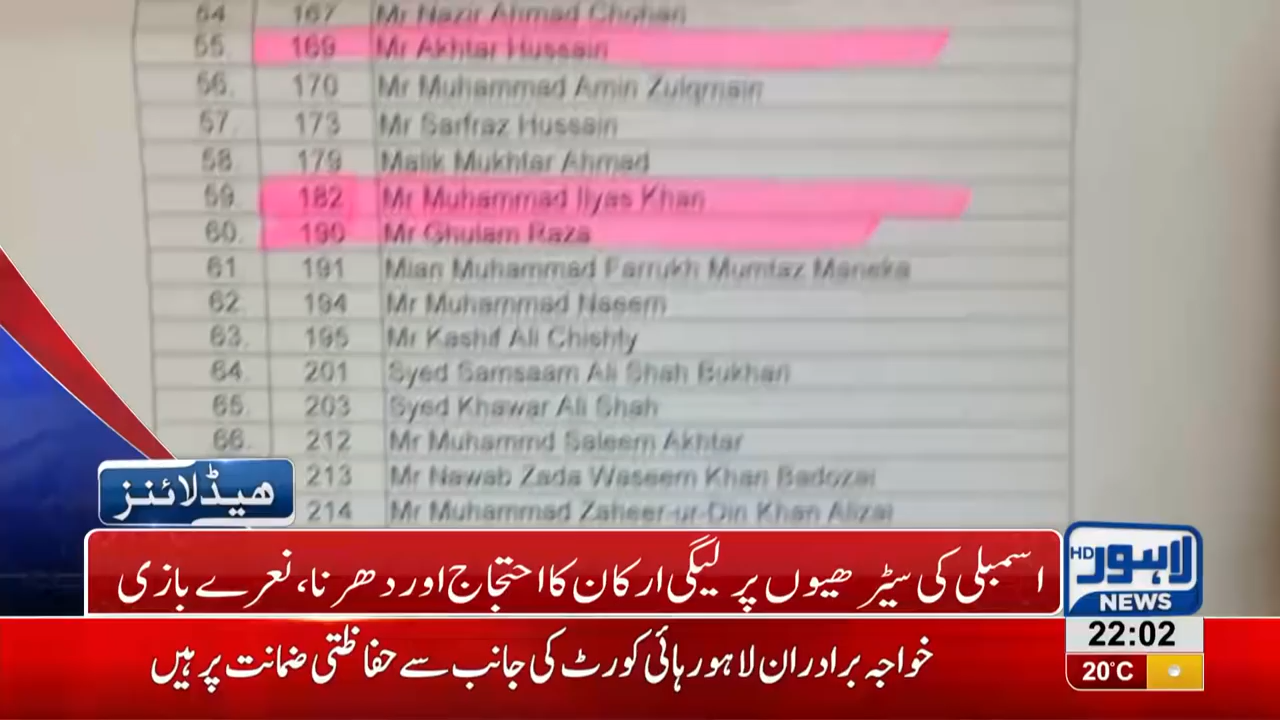 54 167 Mr Nazir Ahmad Chohan
55. 169 Mr Akhtar Hussain
56. 170 Mr Muhammad Amin Zulqrnain
57. 173 Mr Sarfraz Hussain
58 179 Malik Mukhtar Ahmad
59. 182 Mr Muhammad Ilyas Khan
60. 190 Mr Ghulam Raza
61 191 Mian Muhammad Farrukh Mumtaz Maneka
62. 194 Mr Muhammad Naeem
63. 195 Mr Kashif Ali Chishty
64. 201 Syed Samsaam Ali Shah Bukhari
65. 203 Syed Khawar Ali Shah
66. 212 Mr Muhammd Saleem Akhtar
213 Mr Nawab Zada Waseem Khan Badozai
214 Mr Muhammad Zaheer-ur-Din Khan Alizai
ہیڈلائنز
اسمبلی کی سیڑھیوں پر لیگی ارکان کا احتجاج اور دھرنا، نعرے بازی
لاہور HD
NEWS
22:02
خواجہ برادران لاہور ہائی کورٹ کی جانب سے حفاظتی ضمانت پر ہیں
20°C